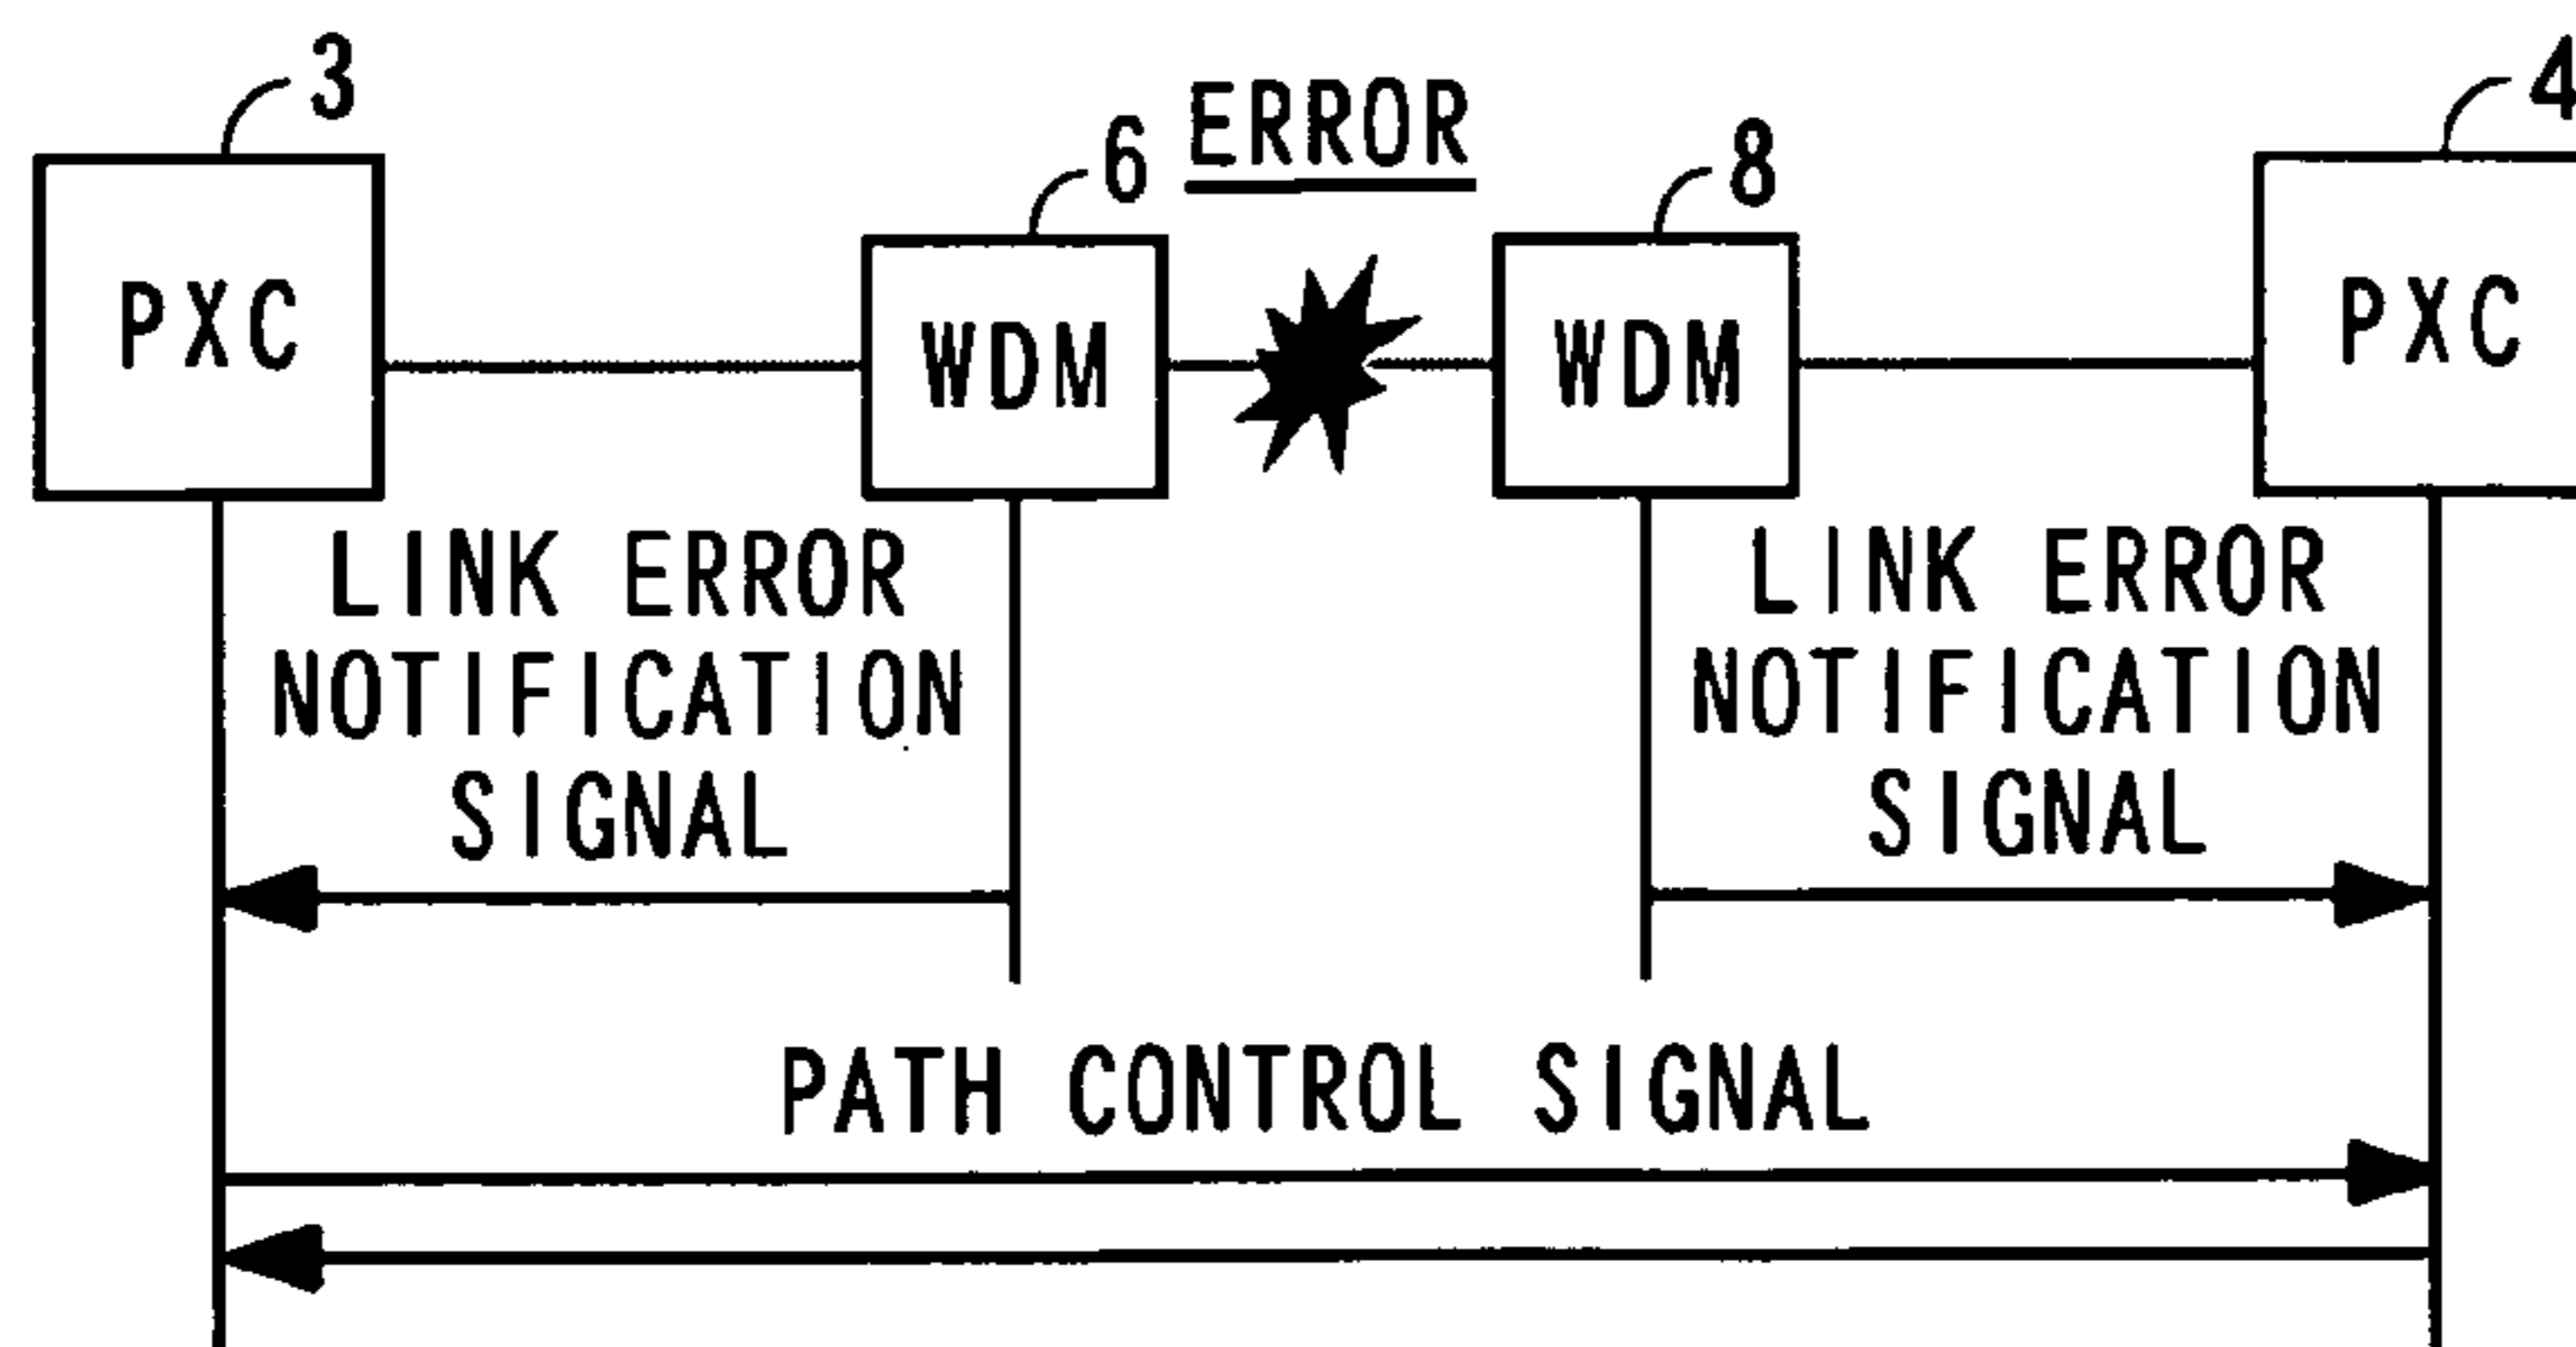 3
6
ERROR
8
4
PXC
WDM
WDM
PXC
LINK ERROR
NOTIFICATION
SIGNAL
LINK ERROR
NOTIFICATION
SIGNAL
PATH CONTROL SIGNAL